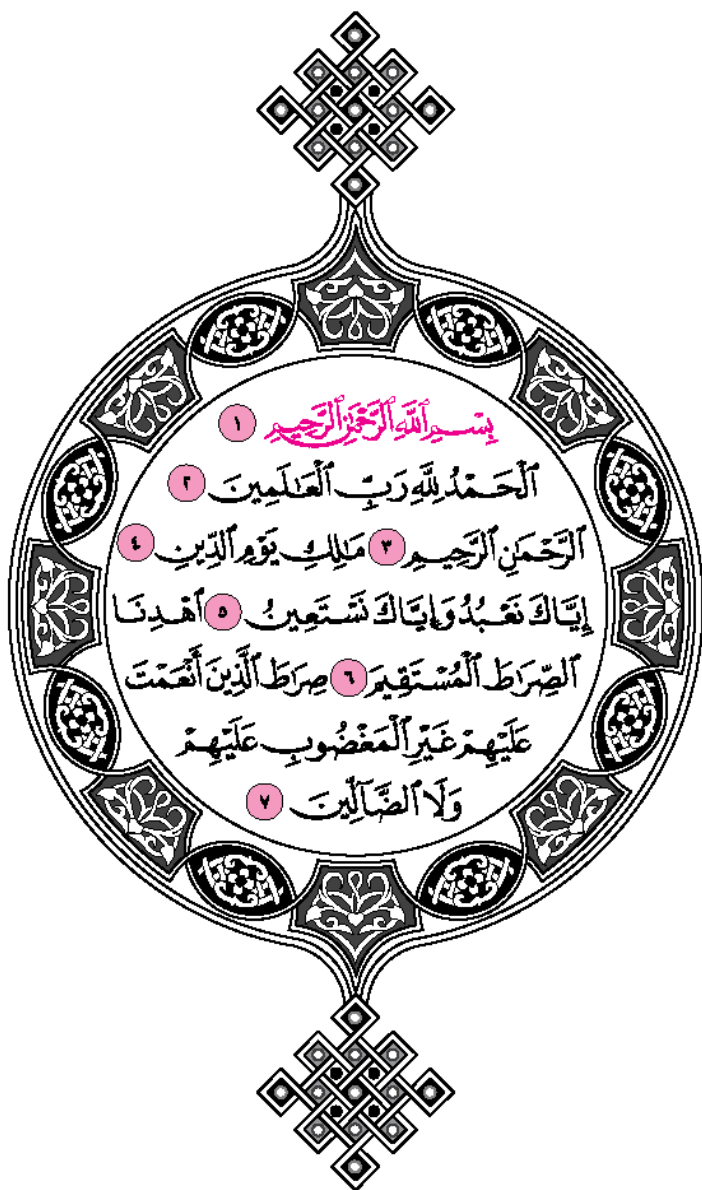 بِسْمِ ٱللَّهِ ٱلرَّحْمَٰنِ ٱلرَّحِيمِ ١
ٱلْحَمْدُ لِلَّهِ رَبِّ ٱلْعَٰلَمِينَ ٢
ٱلرَّحْمَٰنِ ٱلرَّحِيمِ ٣ مَٰلِكِ يَوْمِ ٱلدِّينِ ٤
إِيَّاكَ نَعْبُدُ وَإِيَّاكَ نَسْتَعِينُ ٥ ٱهْدِنَا
ٱلصِّرَٰطَ ٱلْمُسْتَقِيمَ ٦ صِرَٰطَ ٱلَّذِينَ أَنْعَمْتَ
عَلَيْهِمْ غَيْرِ ٱلْمَغْضُوبِ عَلَيْهِمْ
وَلَا ٱلضَّآلِّينَ ٧